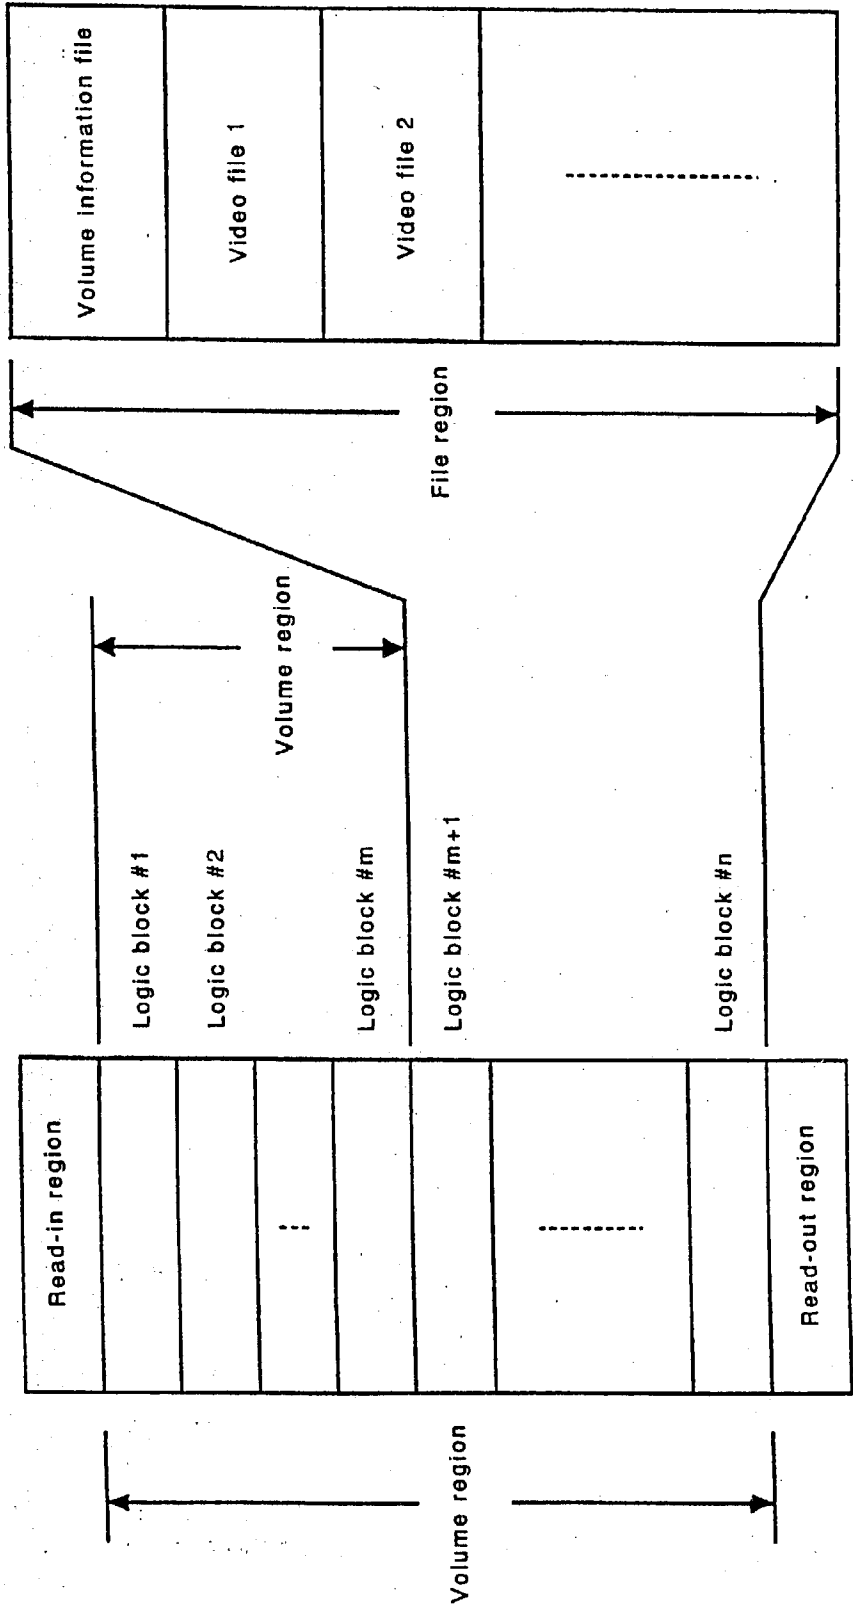 Volume region
Read-in region
Read-out region
Logic block #1
Logic block #2
Logic block #m
Logic block #m+1
Logic block #n
Volume region
File region
Volume information file
Video file 1
Video file 2